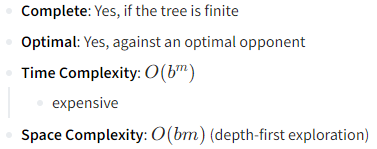 Complete: Yes, if the tree is finite
Optimal: Yes, against an optimal opponent
Time Complexity: O(b^m)
expensive
Space Complexity: O(bm) (depth-first exploration)